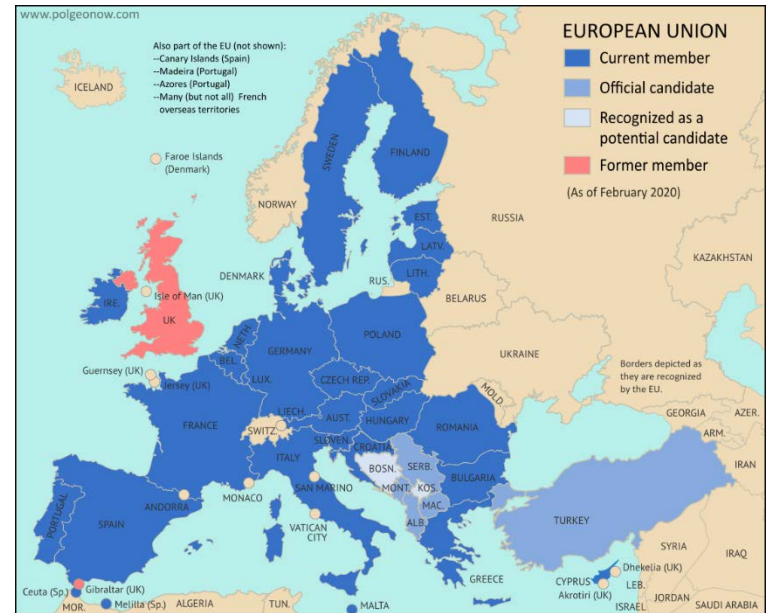 www.polgeonow.com
Also part of the EU (not shown):
--Canary Islands (Spain)
--Madeira (Portugal)
--Azores (Portugal)
--Many (but not all) French
overseas territories
EUROPEAN UNION
Current member
Official candidate
Recognized as a
potential candidate
Former member
(As of February 2020)
ICELAND
Faroe Islands
(Denmark)
SWEDEN
FINLAND
NORWAY
RUSSIA
EST.
LATV.
LITH.
RUS.
DENMARK
KAZAKHSTAN
BELARUS
IRE.
Isle of Man (UK)
UK
NETH.
BEL.
LUX.
GERMANY
POLAND
UKRAINE
Guernsey (UK)
Jersey (UK)
CZECH REP.
SLOVAKIA
Borders depicted as
they are recognized
by the EU.
MOLD.
LIECH.
AUST.
HUNGARY
FRANCE
SWITZ.
SLOVEN.
CROATIA
ROMANIA
GEORGIA
AZER.
ARM.
ITALY
BOSN.
SERB.
MONT.
KOS.
BULGARIA
MAC.
ALB.
IRAN
PORTUGAL
SPAIN
ANDORRA
MONACO
SAN MARINO
VATICAN
CITY
TURKEY
GREECE
SYRIA
IRAQ
CYPRUS
Dhekelia (UK)
Akrotiri (UK)
LEB.
ISRAEL
JORDAN
SAUDI ARABIA
Gibraltar (UK)
Ceuta (Sp.)
Melilla (Sp.)
MOR.
ALGERIA
TUN.
MALTA